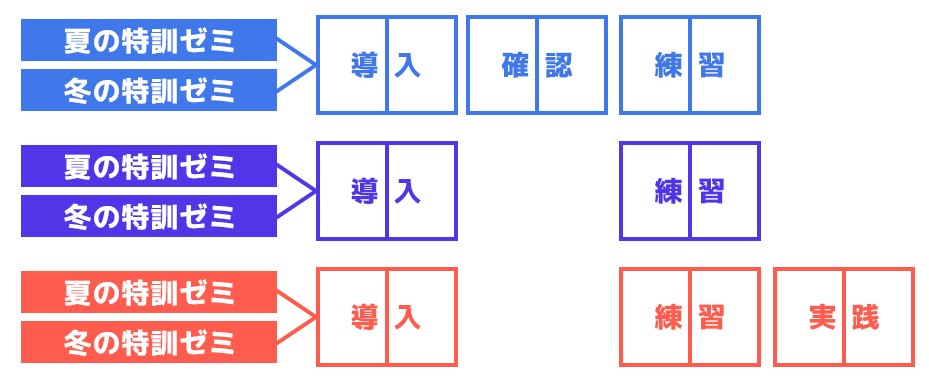 夏の特訓ゼミ
冬の特訓ゼミ
導入 確認 練習
夏の特訓ゼミ
冬の特訓ゼミ
導入 練習
夏の特訓ゼミ
冬の特訓ゼミ
導入 練習 実践